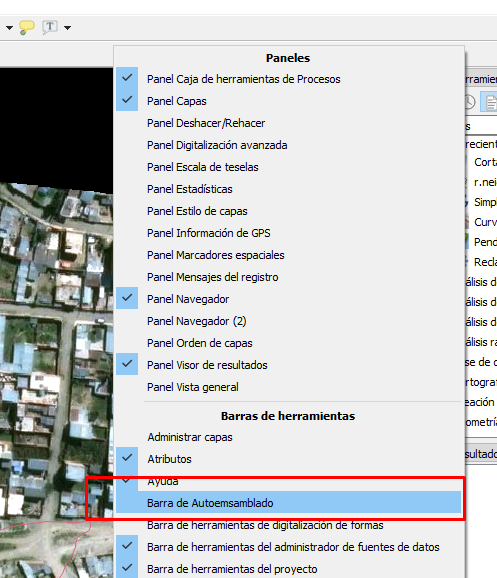 T
Paneles
Panel Caja de herramientas de Procesos
Panel Capas
Panel Deshacer/Rehacer
Panel Digitalización avanzada
Panel Escala de teselas
Panel Estadísticas
Panel Estilo de capas
Panel Información de GPS
Panel Marcadores espaciales
Panel Mensajes del registro
Panel Navegador
Panel Navegador (2)
Panel Orden de capas
Panel Visor de resultados
Panel Vista general
Barras de herramientas
Administrar capas
Atributos
Ayuda
Barra de Autoemsamblado
Barra de herramientas de digitalización de formas
Barra de herramientas del administrador de fuentes de datos
Barra de herramientas del proyecto
rramien
s
recient
Corta
r.nei
Simpl
Curv
Pend
Recla
álisis d
álisis d
álisis d
álisis ra
se de d
rtograf
eación
ometrí
sultado